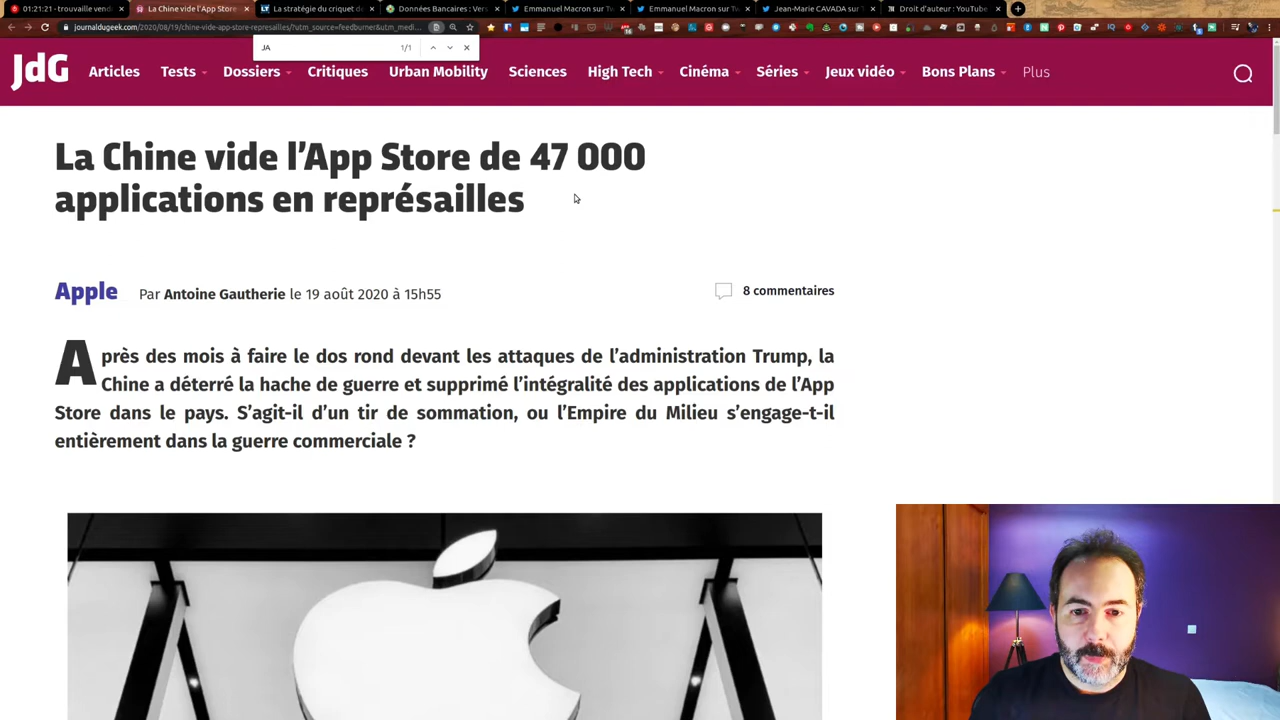 01:21:21 - trouvaille vendi
La Chine vide l'App Store
La stratégie du criquet de
Données Bancaires : Vers
Emmanuel Macron sur Tw
Emmanuel Macron sur Tw
Jean-Marie CAVADA sur T
Droit d'auteur : YouTube
journaldugeek.com/2020/08/19/chine-vide-app-store-represailles/?utm_source=feedburner&utm_medi...
JA
1/1
JdG
Articles
Tests
Dossiers
Critiques
Urban Mobility
Sciences
High Tech
Cinéma
Séries
Jeux vidéo
Bons Plans
Plus
La Chine vide l'App Store de 47 000
applications en représailles
Apple
Par Antoine Gautherie le 19 août 2020 à 15h55
8 commentaires
Après des mois à faire le dos rond devant les attaques de l'administration Trump, la
Chine a déterré la hache de guerre et supprimé l'intégralité des applications de l'App
Store dans le pays. S'agit-il d'un tir de sommation, ou l'Empire du Milieu s'engage-t-il
entièrement dans la guerre commerciale ?